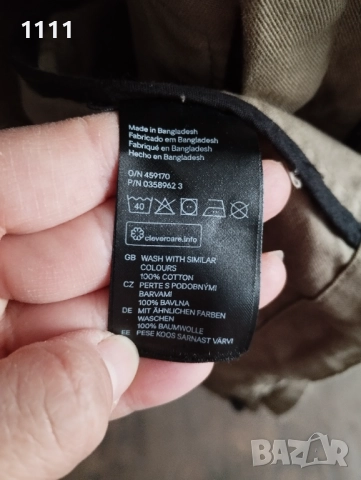 1111
Made in Bangladesh
Fabricado em Bangladesh
Fabriqué en Bangladesh
Hecho en Bangladesh
O/N 459170
P/N 0358962 3
40
clevercare.info
GB WASH WITH SIMILAR
COLOURS
100% COTTON
CZ PERTE S PODOBNÝMI
BARVAMI
100% BAVLNA
DE MIT ÄHNLICHEN FARBEN
WASCHEN
100% BAUMWOLLE
EE PESE KOOS SARNAST VÄRVI
BAZAR